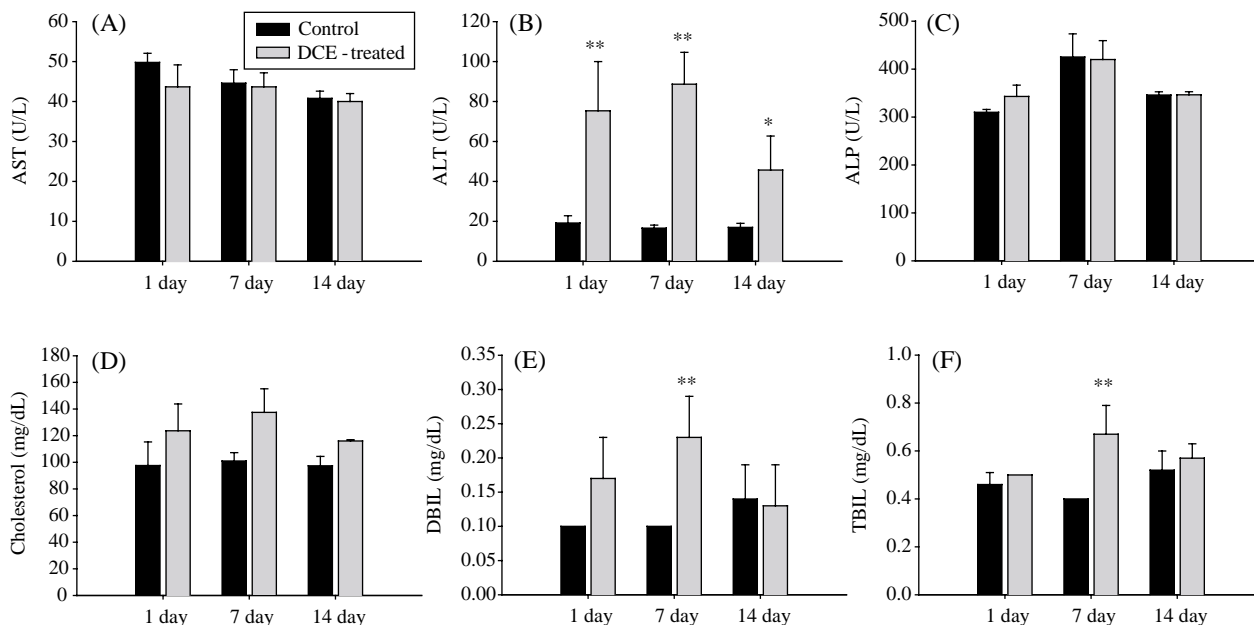 (A)
Control
DCE - treated
AST (U/L)
60
50
40
30
20
10
0
1 day 7 day 14 day
(B)
ALT (U/L)
120
100
80
60
40
20
0
** ** *
1 day 7 day 14 day
(C)
ALP (U/L)
500
400
300
200
100
0
1 day 7 day 14 day
(D)
Cholesterol (mg/dL)
180
160
140
120
100
80
60
40
20
0
1 day 7 day 14 day
(E)
DBIL (mg/dL)
0.35
0.30
0.25
0.20
0.15
0.10
0.05
0.00
**
1 day 7 day 14 day
(F)
TBIL (mg/dL)
1.0
0.8
0.6
0.4
0.2
0.0
**
1 day 7 day 14 day